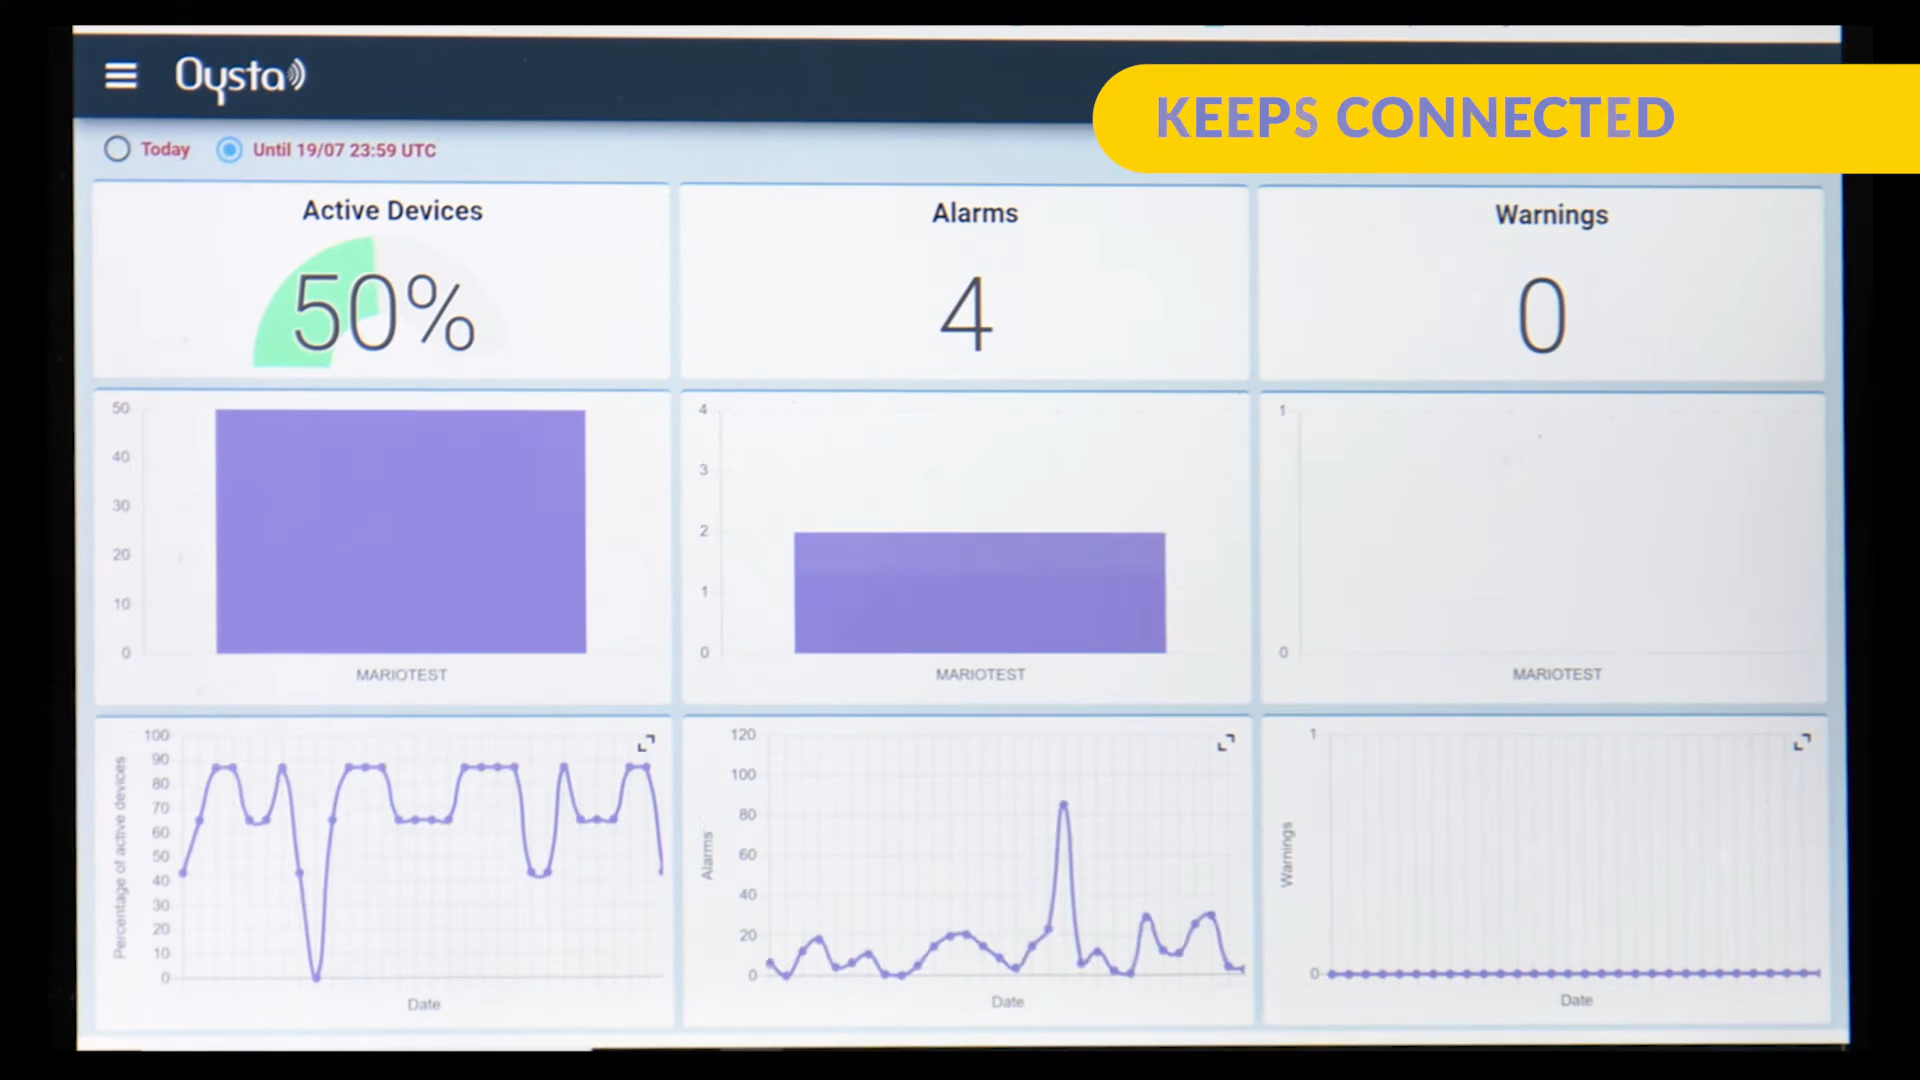 Oysta
KEEPS CONNECTED
Today
Until 19/07 23:59 UTC
Active Devices
50%
Alarms
4
Warnings
0
50
40
30
20
10
0
MARIOTEST
4
3
2
1
0
MARIOTEST
1
0
MARIOTEST
Percentage of active devices
100
90
80
70
60
50
40
30
20
10
0
Date
Alarms
120
100
80
60
40
20
0
Date
Warnings
1
0
Date